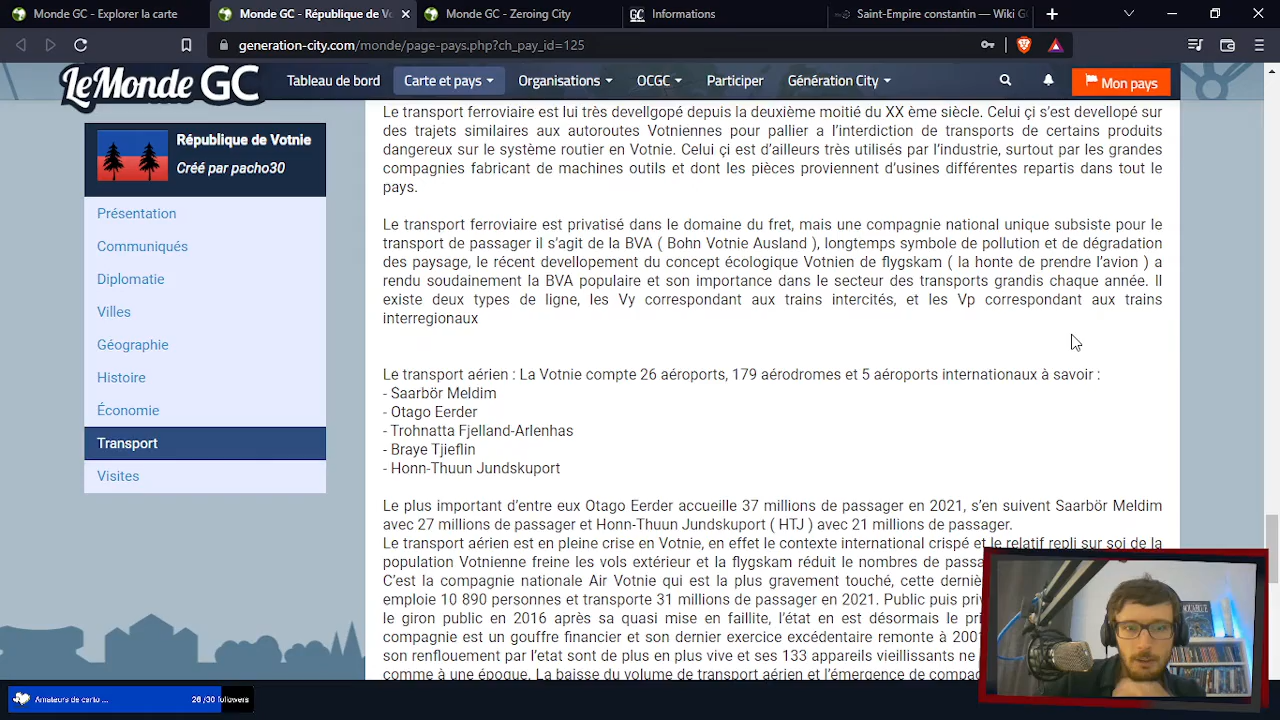 Monde GC - Explorer la carte
Monde GC - République de Vo
Monde GC - Zeroing City
GC Informations
Saint-Empire constantin — Wiki G
generation-city.com/monde/page-pays.php?ch_pay_id=125
LeMonde GC
Tableau de bord
Carte et pays
Organisations
OCGC
Participer
Génération City
Mon pays
République de Votnie
Créé par pacho30
Présentation
Communiqués
Diplomatie
Villes
Géographie
Histoire
Économie
Transport
Visites
Le transport ferroviaire est lui très devellgopé depuis la deuxième moitié du XX ème siècle. Celui çi s’est devellopé sur
des trajets similaires aux autoroutes Votniennes pour pallier a l’interdiction de transports de certains produits
dangereux sur le système routier en Votnie. Celui çi est d’ailleurs très utilisés par l’industrie, surtout par les grandes
compagnies fabricant de machines outils et dont les pièces proviennent d’usines différentes repartis dans tout le
pays.
Le transport ferroviaire est privatisé dans le domaine du fret, mais une compagnie national unique subsiste pour le
transport de passager il s’agit de la BVA ( Bohn Votnie Ausland ), longtemps symbole de pollution et de dégradation
des paysage, le récent developpement du concept écologique Votnien de flygskam ( la honte de prendre l’avion ) a
rendu soudainement la BVA populaire et son importance dans le secteur des transports grandis chaque année. Il
existe deux types de ligne, les Vy correspondant aux trains intercités, et les Vp correspondant aux trains
interregionaux
Le transport aérien : La Votnie compte 26 aéroports, 179 aérodromes et 5 aéroports internationaux à savoir :
- Saarbör Meldim
- Otago Eerder
- Trohnatta Fjelland-Arlenhas
- Braye Tjieflin
- Honn-Thuun Jundskuport
Le plus important d’entre eux Otago Eerder accueille 37 millions de passager en 2021, s’en suivent Saarbör Meldim
avec 27 millions de passager et Honn-Thuun Jundskuport ( HTJ ) avec 21 millions de passager.
Le transport aérien est en pleine crise en Votnie, en effet le contexte international crispé et le relatif repli sur soi de la
population Votnienne freine les vols extérieur et la flygskam réduit le nombres de passa
C’est la compagnie nationale Air Votnie qui est la plus gravement touché, cette derniè
emploie 10 890 personnes et transporte 31 millions de passager en 2021. Public puis pri
le giron public en 2016 après sa quasi mise en faillite, l’état en est désormais le pri
compagnie est un gouffre financier et son dernier exercice excédentaire remonte à 200
son renflouement par l’etat sont de plus en plus vive et ses 133 appareils vieillissants ne
comme à une époque. La baisse du volume de transport aérien et l’émergence de compag
Amateurs de carto ...
26 /30 followers